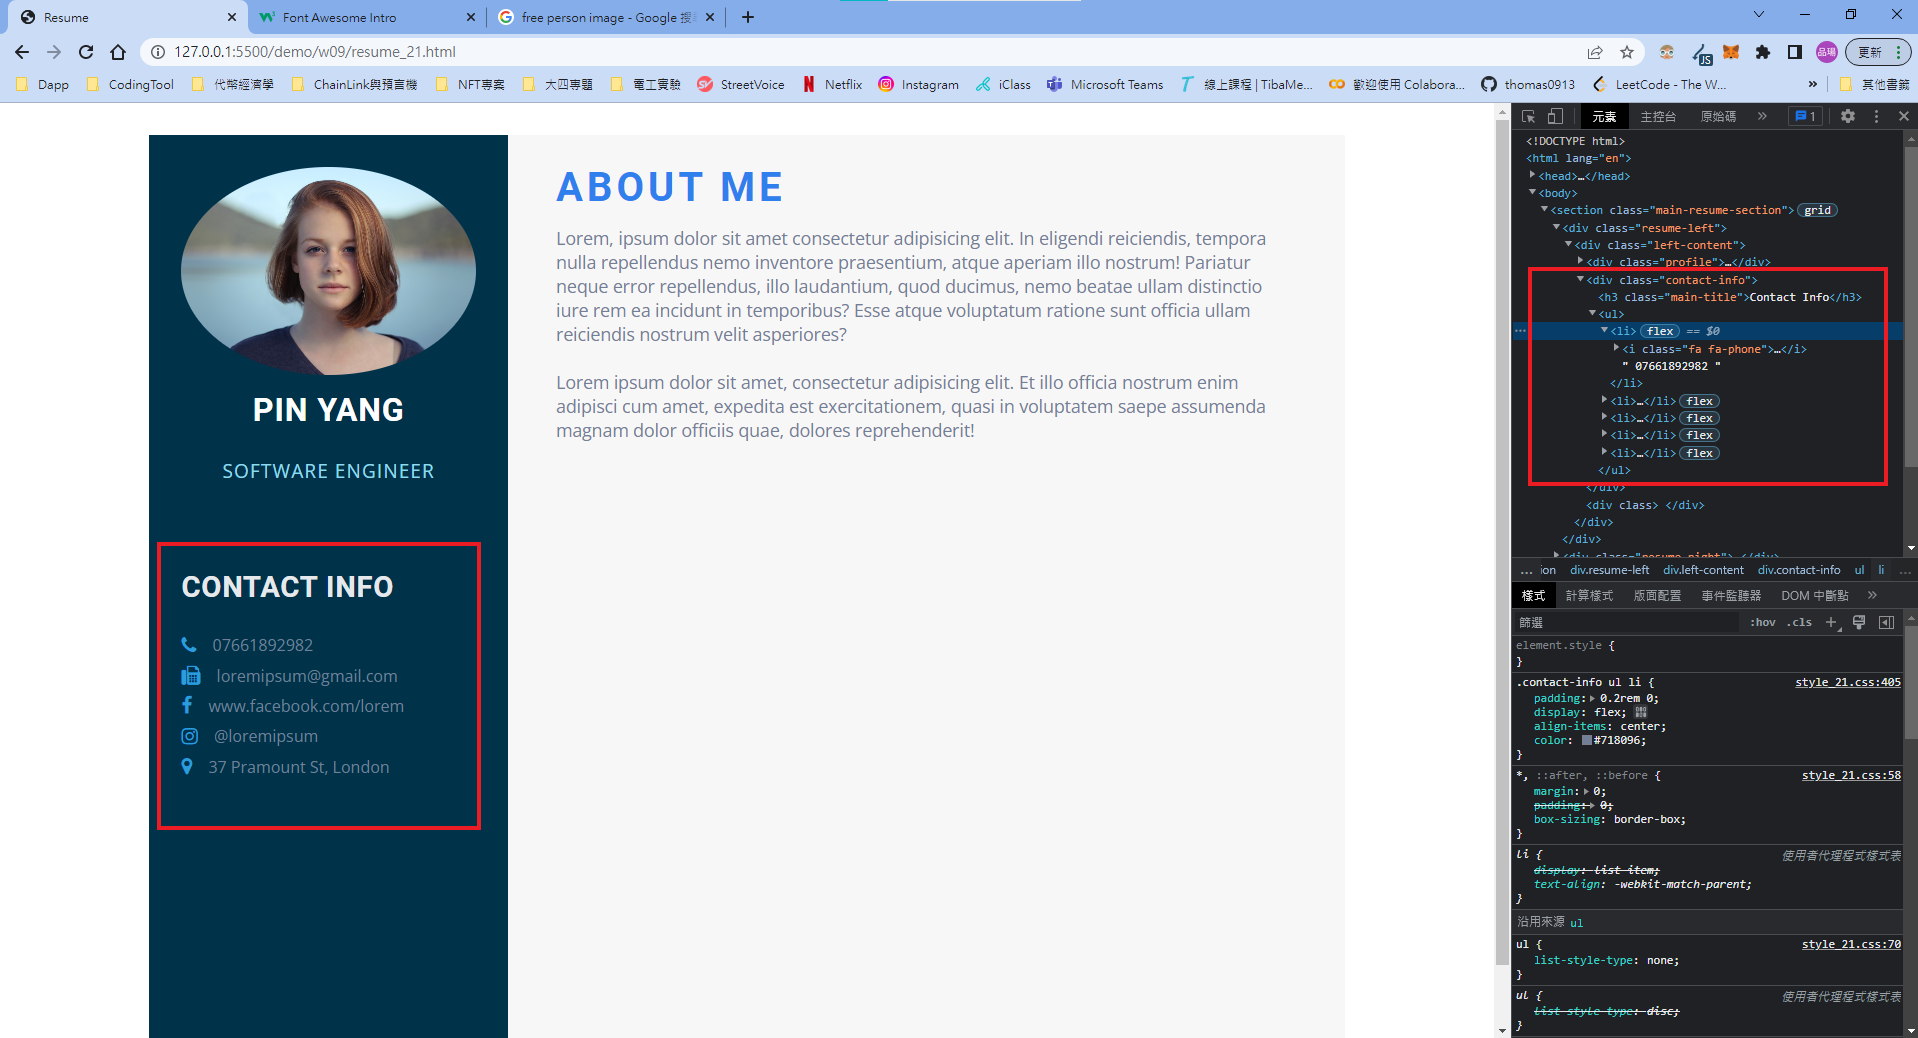 Resume
Font Awesome Intro
free person image - Google 搜
127.0.0.1:5500/demo/w09/resume_21.html
JS
品瑒
更新
Dapp
CodingTool
代幣經濟學
ChainLink與預言機
NFT專案
大四專題
電工實驗
StreetVoice
Netflix
Instagram
iClass
Microsoft Teams
線上課程 | TibaMe...
歡迎使用 Colabora...
thomas0913
LeetCode - The W...
»
其他書籤
PIN YANG
SOFTWARE ENGINEER
CONTACT INFO
07661892982
loremipsum@gmail.com
www.facebook.com/lorem
@loremipsum
37 Pramount St, London
ABOUT ME
Lorem, ipsum dolor sit amet consectetur adipisicing elit. In eligendi reiciendis, tempora
nulla repellendus nemo inventore praesentium, atque aperiam illo nostrum! Pariatur
neque error repellendus, illo laudantium, quod ducimus, nemo beatae ullam distinctio
iure rem ea incidunt in temporibus? Esse atque voluptatum ratione sunt officia ullam
reiciendis nostrum velit asperiores?
Lorem ipsum dolor sit amet, consectetur adipisicing elit. Et illo officia nostrum enim
adipisci cum amet, expedita est exercitationem, quasi in voluptatem saepe assumenda
magnam dolor officiis quae, dolores reprehenderit!
元素
主控台
原始碼
»
1
<!DOCTYPE html>
<html lang="en">
<head>…</head>
<body>
<section class="main-resume-section"> grid
<div class="resume-left">
<div class="left-content">
<div class="profile">…</div>
<div class="contact-info">
<h3 class="main-title">Contact Info</h3>
<ul>
<li> flex == $0
<i class="fa fa-phone">…</i>
" 07661892982 "
</li>
<li>…</li> flex
<li>…</li> flex
<li>…</li> flex
<li>…</li> flex
</ul>
</div>
<div class> </div>
</div>
</div>
<div class="resume-right">…</div>
… ion div.resume-left div.left-content div.contact-info ul li …
樣式 計算樣式 版面配置 事件監聽器 DOM 中斷點 »
篩選 :hov .cls +
element.style {
}
.contact-info ul li { style_21.css:405
padding: 0.2rem 0;
display: flex;
align-items: center;
color: #718096;
}
*, ::after, ::before { style_21.css:58
margin: 0;
padding: 0;
box-sizing: border-box;
}
li { 使用者代理程式樣式表
display: list-item;
text-align: -webkit-match-parent;
}
沿用來源 ul
ul { style_21.css:70
list-style-type: none;
}
ul { 使用者代理程式樣式表
list-style-type: disc;
}